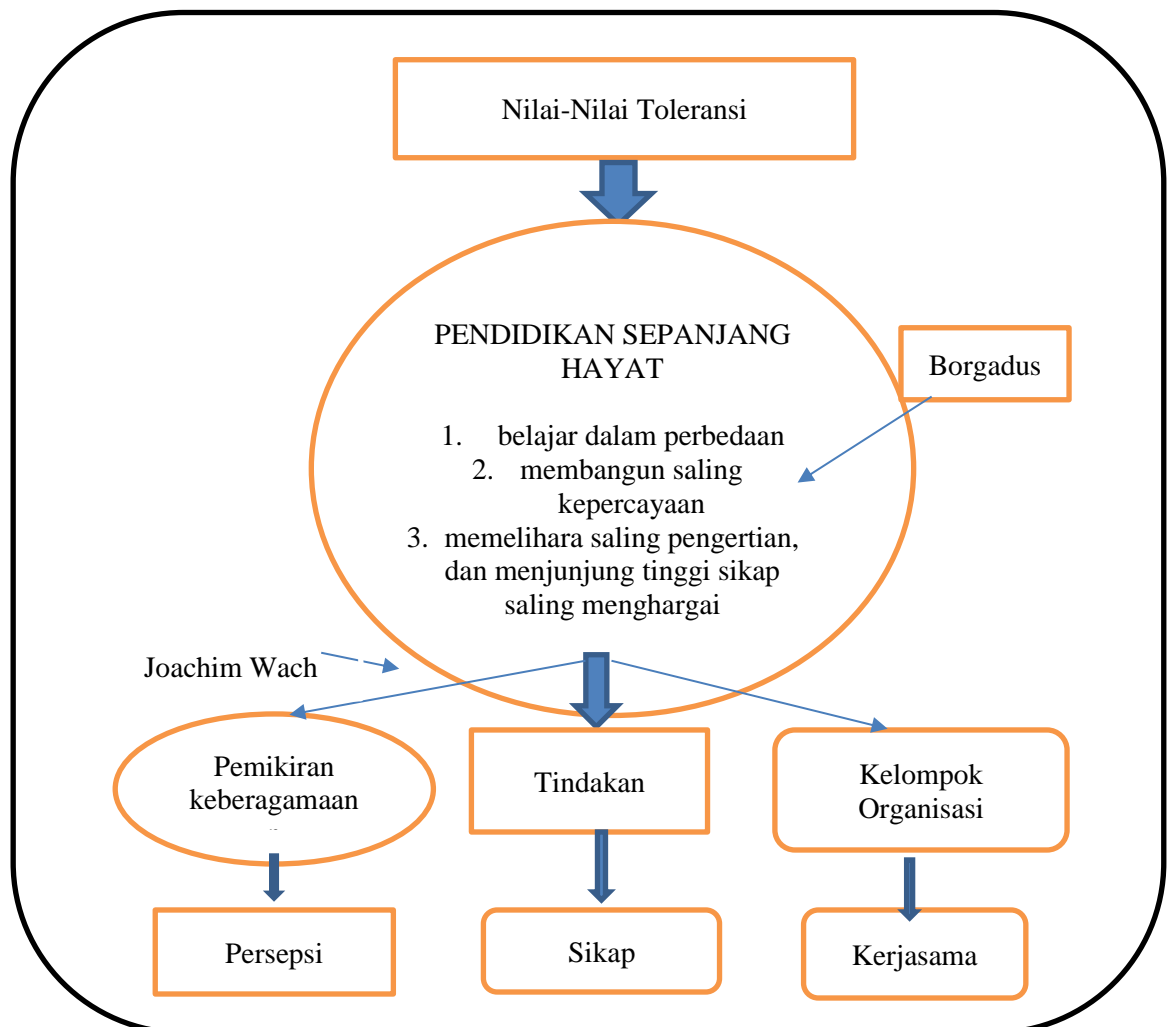 Nilai-Nilai Toleransi
PENDIDIKAN SEPANJANG
HAYAT
Borgadus
1. belajar dalam perbedaan
2. membangun saling
kepercayaan
3. memelihara saling pengertian,
dan menjunjung tinggi sikap
saling menghargai
Joachim Wach
Pemikiran
keberagamaan
Tindakan
Kelompok
Organisasi
Persepsi
Sikap
Kerjasama